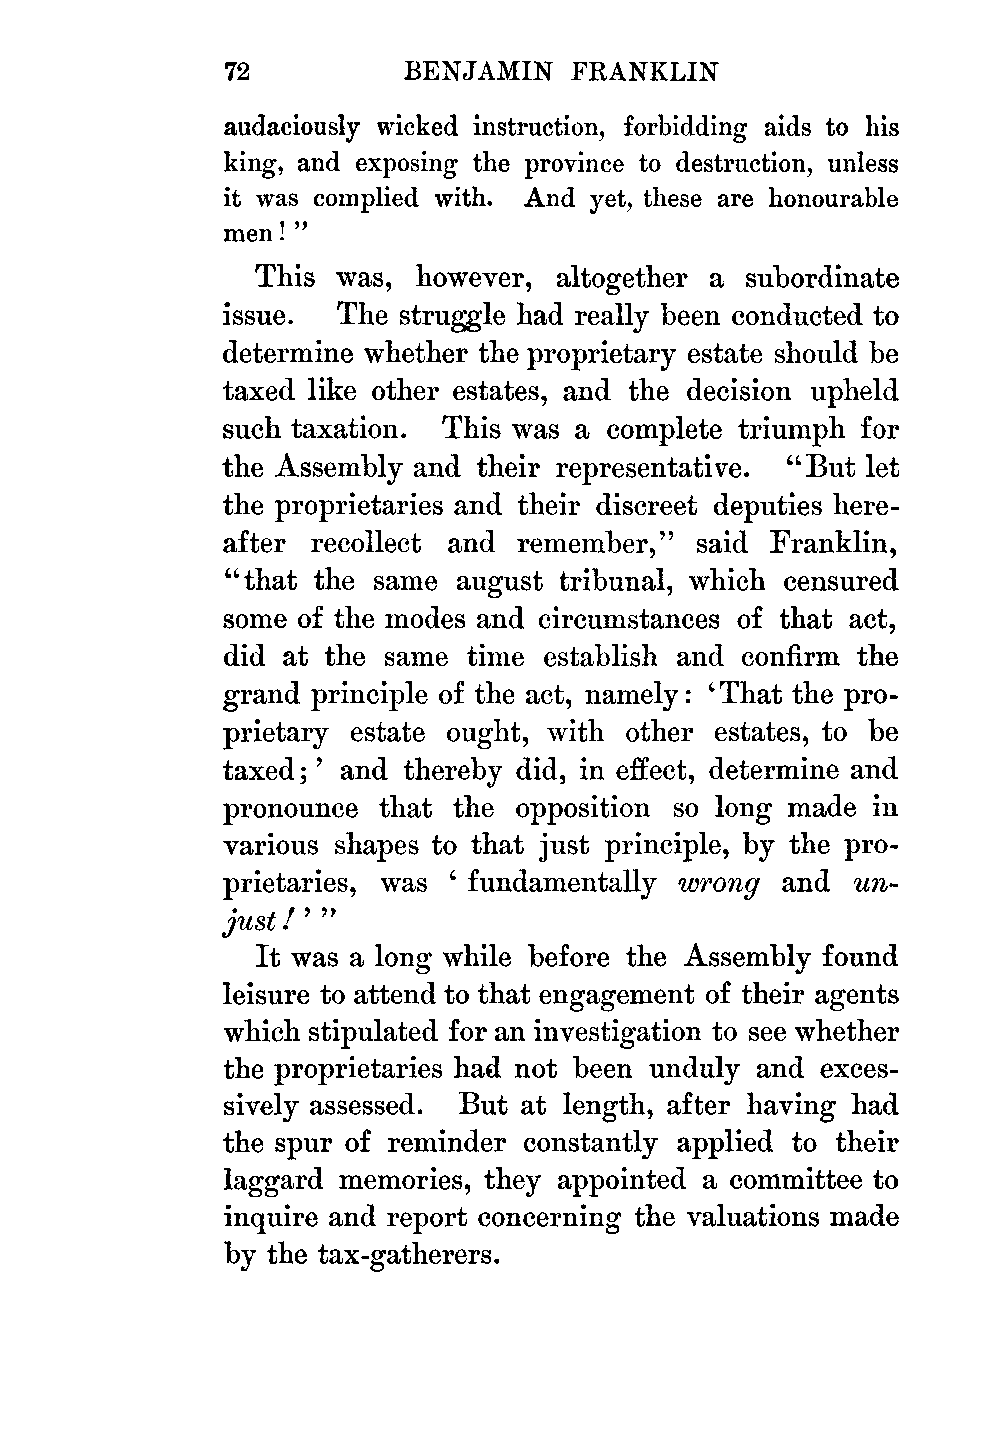 72 BENJAMIN FRANKLIN
audaciously wicked instruction, forbidding aids to his
king, and exposing the province to destruction, unless
it was complied with. And yet, these are honourable
men! ”
This was, however, altogether a subordinate
issue. The struggle had really been conducted to
determine whether the proprietary estate should be
taxed like other estates, and the decision upheld
such taxation. This was a complete triumph for
the Assembly and their representative. “But let
the proprietaries and their discreet deputies here-
after recollect and remember,” said Franklin,
“that the same august tribunal, which censured
some of the modes and circumstances of that act,
did at the same time establish and confirm the
grand principle of the act, namely: ‘That the pro-
prietary estate ought, with other estates, to be
taxed;’ and thereby did, in effect, determine and
pronounce that the opposition so long made in
various shapes to that just principle, by the pro-
prietaries, was ‘ fundamentally wrong and un-
just!’ ”
It was a long while before the Assembly found
leisure to attend to that engagement of their agents
which stipulated for an investigation to see whether
the proprietaries had not been unduly and exces-
sively assessed. But at length, after having had
the spur of reminder constantly applied to their
laggard memories, they appointed a committee to
inquire and report concerning the valuations made
by the tax-gatherers.